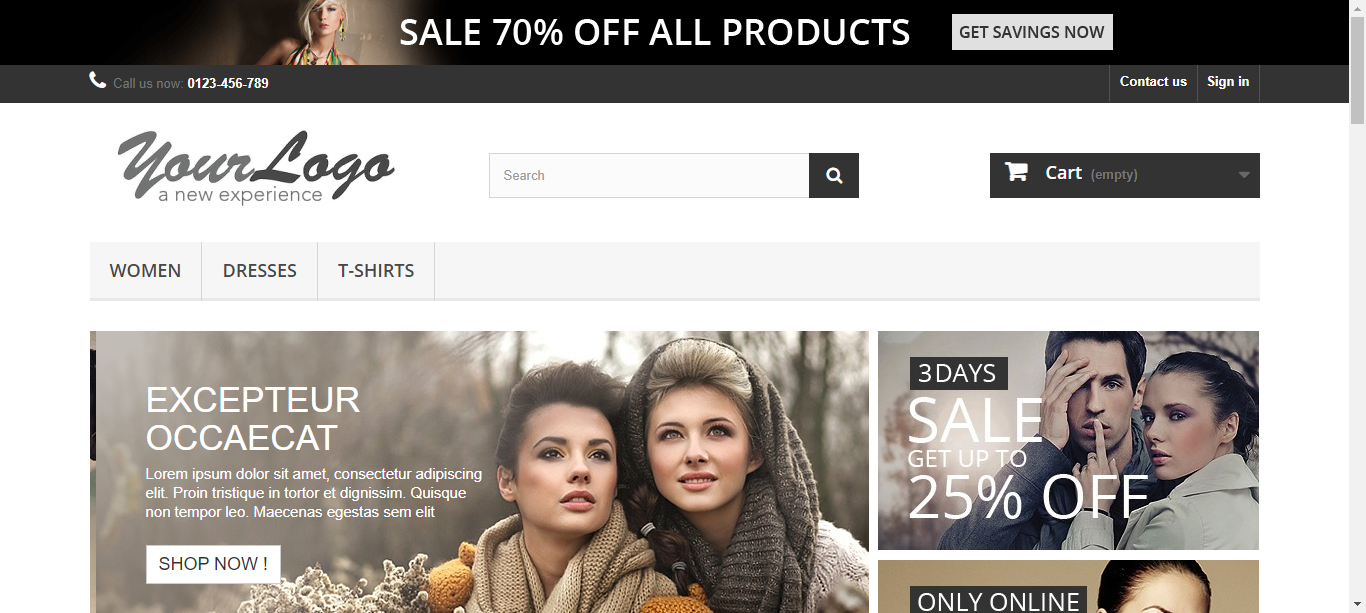 SALE 70% OFF ALL PRODUCTS
GET SAVINGS NOW
Call us now: 0123-456-789
Contact us
Sign in
YourLogo
a new experience
Search
Cart (empty)
WOMEN
DRESSES
T-SHIRTS
EXCEPTEUR
OCCAECAT
Lorem ipsum dolor sit amet, consectetur adipiscing
elit. Proin tristique in tortor et dignissim. Quisque
non tempor leo. Maecenas egestas sem elit
SHOP NOW !
3 DAYS
SALE
GET UP TO
25% OFF
ONLY ONLINE